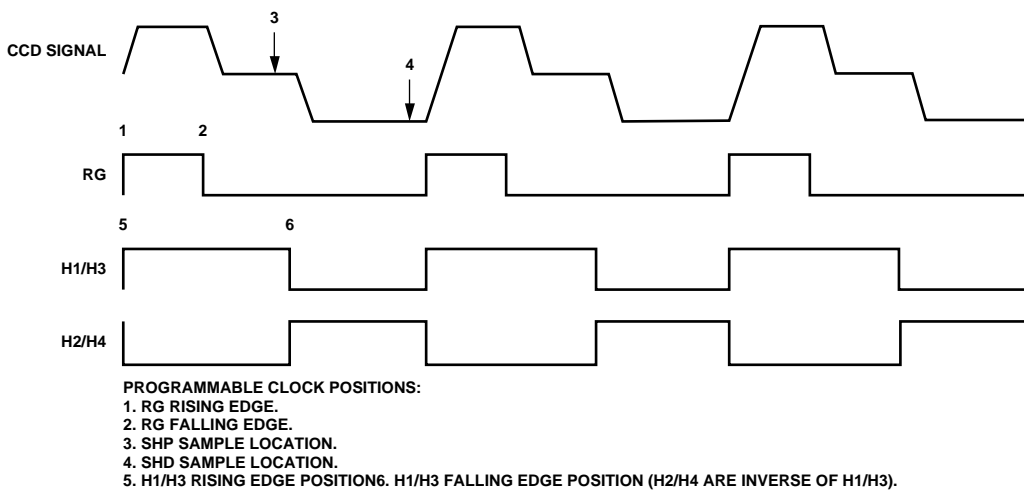 3
CCD SIGNAL
4
1 2
RG
5 6
H1/H3
H2/H4
PROGRAMMABLE CLOCK POSITIONS:
1. RG RISING EDGE.
2. RG FALLING EDGE.
3. SHP SAMPLE LOCATION.
4. SHD SAMPLE LOCATION.
5. H1/H3 RISING EDGE POSITION6. H1/H3 FALLING EDGE POSITION (H2/H4 ARE INVERSE OF H1/H3).